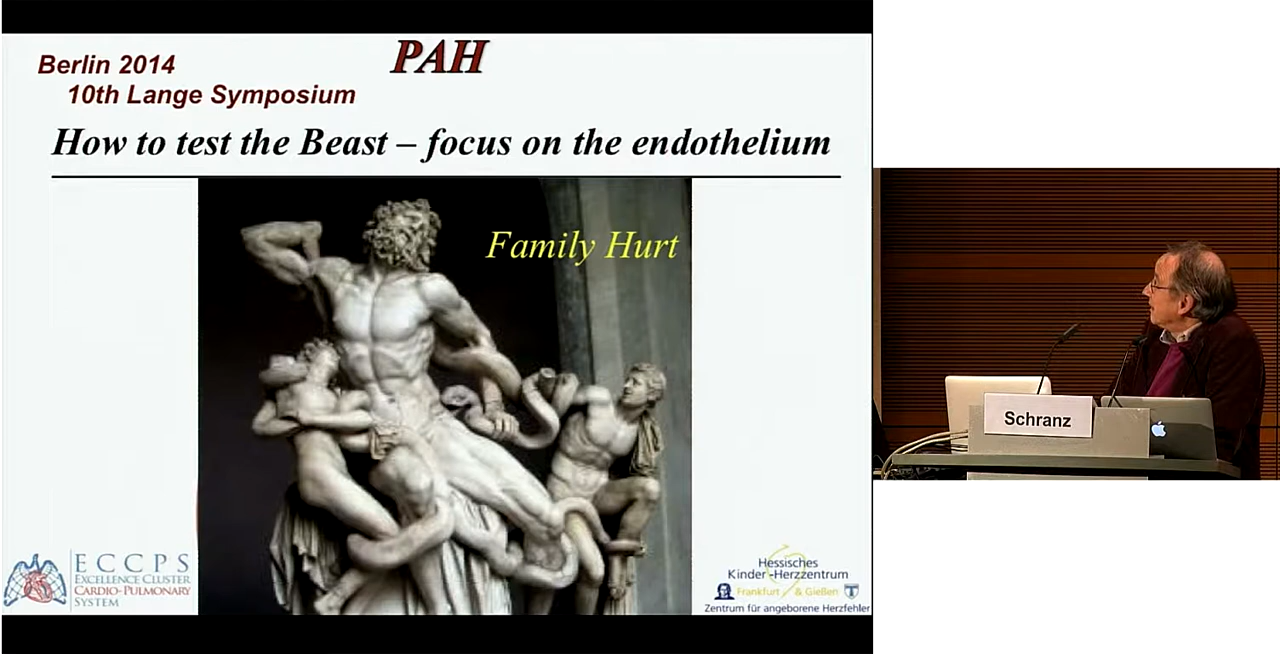 Berlin 2014
10th Lange Symposium
PAH
How to test the Beast – focus on the endothelium
Family Hurt
ECCPS
EXCELLENCE CLUSTER
CARDIO-PULMONARY
SYSTEM
Hessisches
Kinder-Herzzentrum
Frankfurt & Gießen
Zentrum für angeborene Herzfehler
Schranz